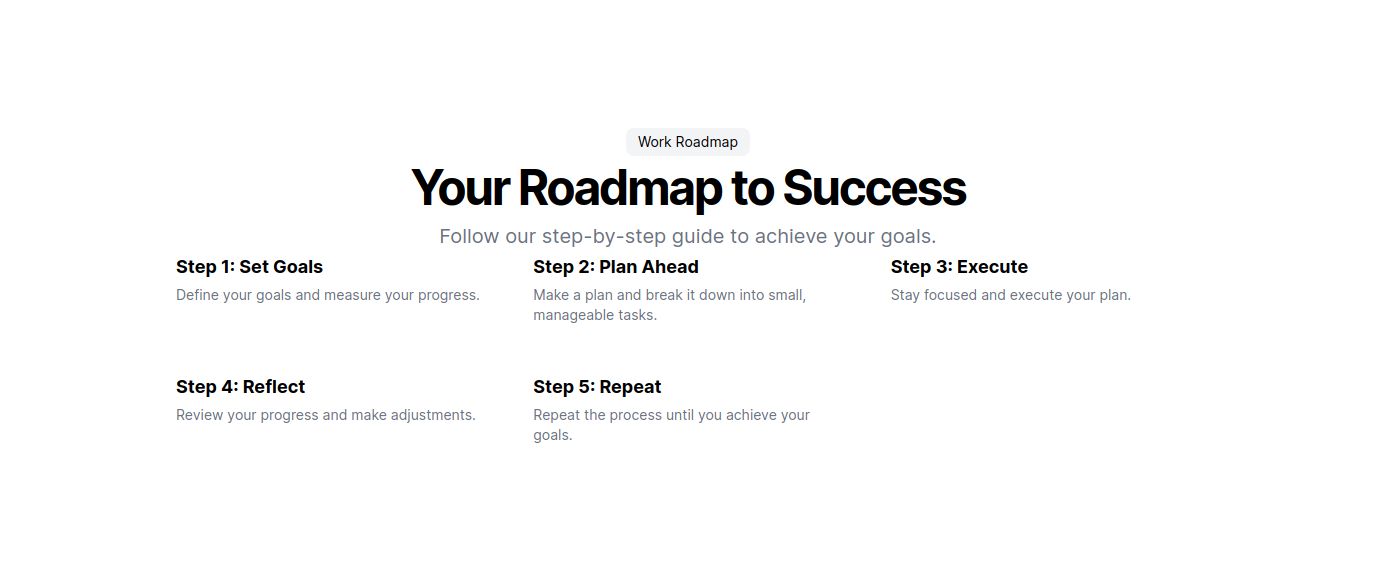 Work Roadmap
Your Roadmap to Success
Follow our step-by-step guide to achieve your goals.
Step 1: Set Goals
Define your goals and measure your progress.
Step 2: Plan Ahead
Make a plan and break it down into small,
manageable tasks.
Step 3: Execute
Stay focused and execute your plan.
Step 4: Reflect
Review your progress and make adjustments.
Step 5: Repeat
Repeat the process until you achieve your
goals.